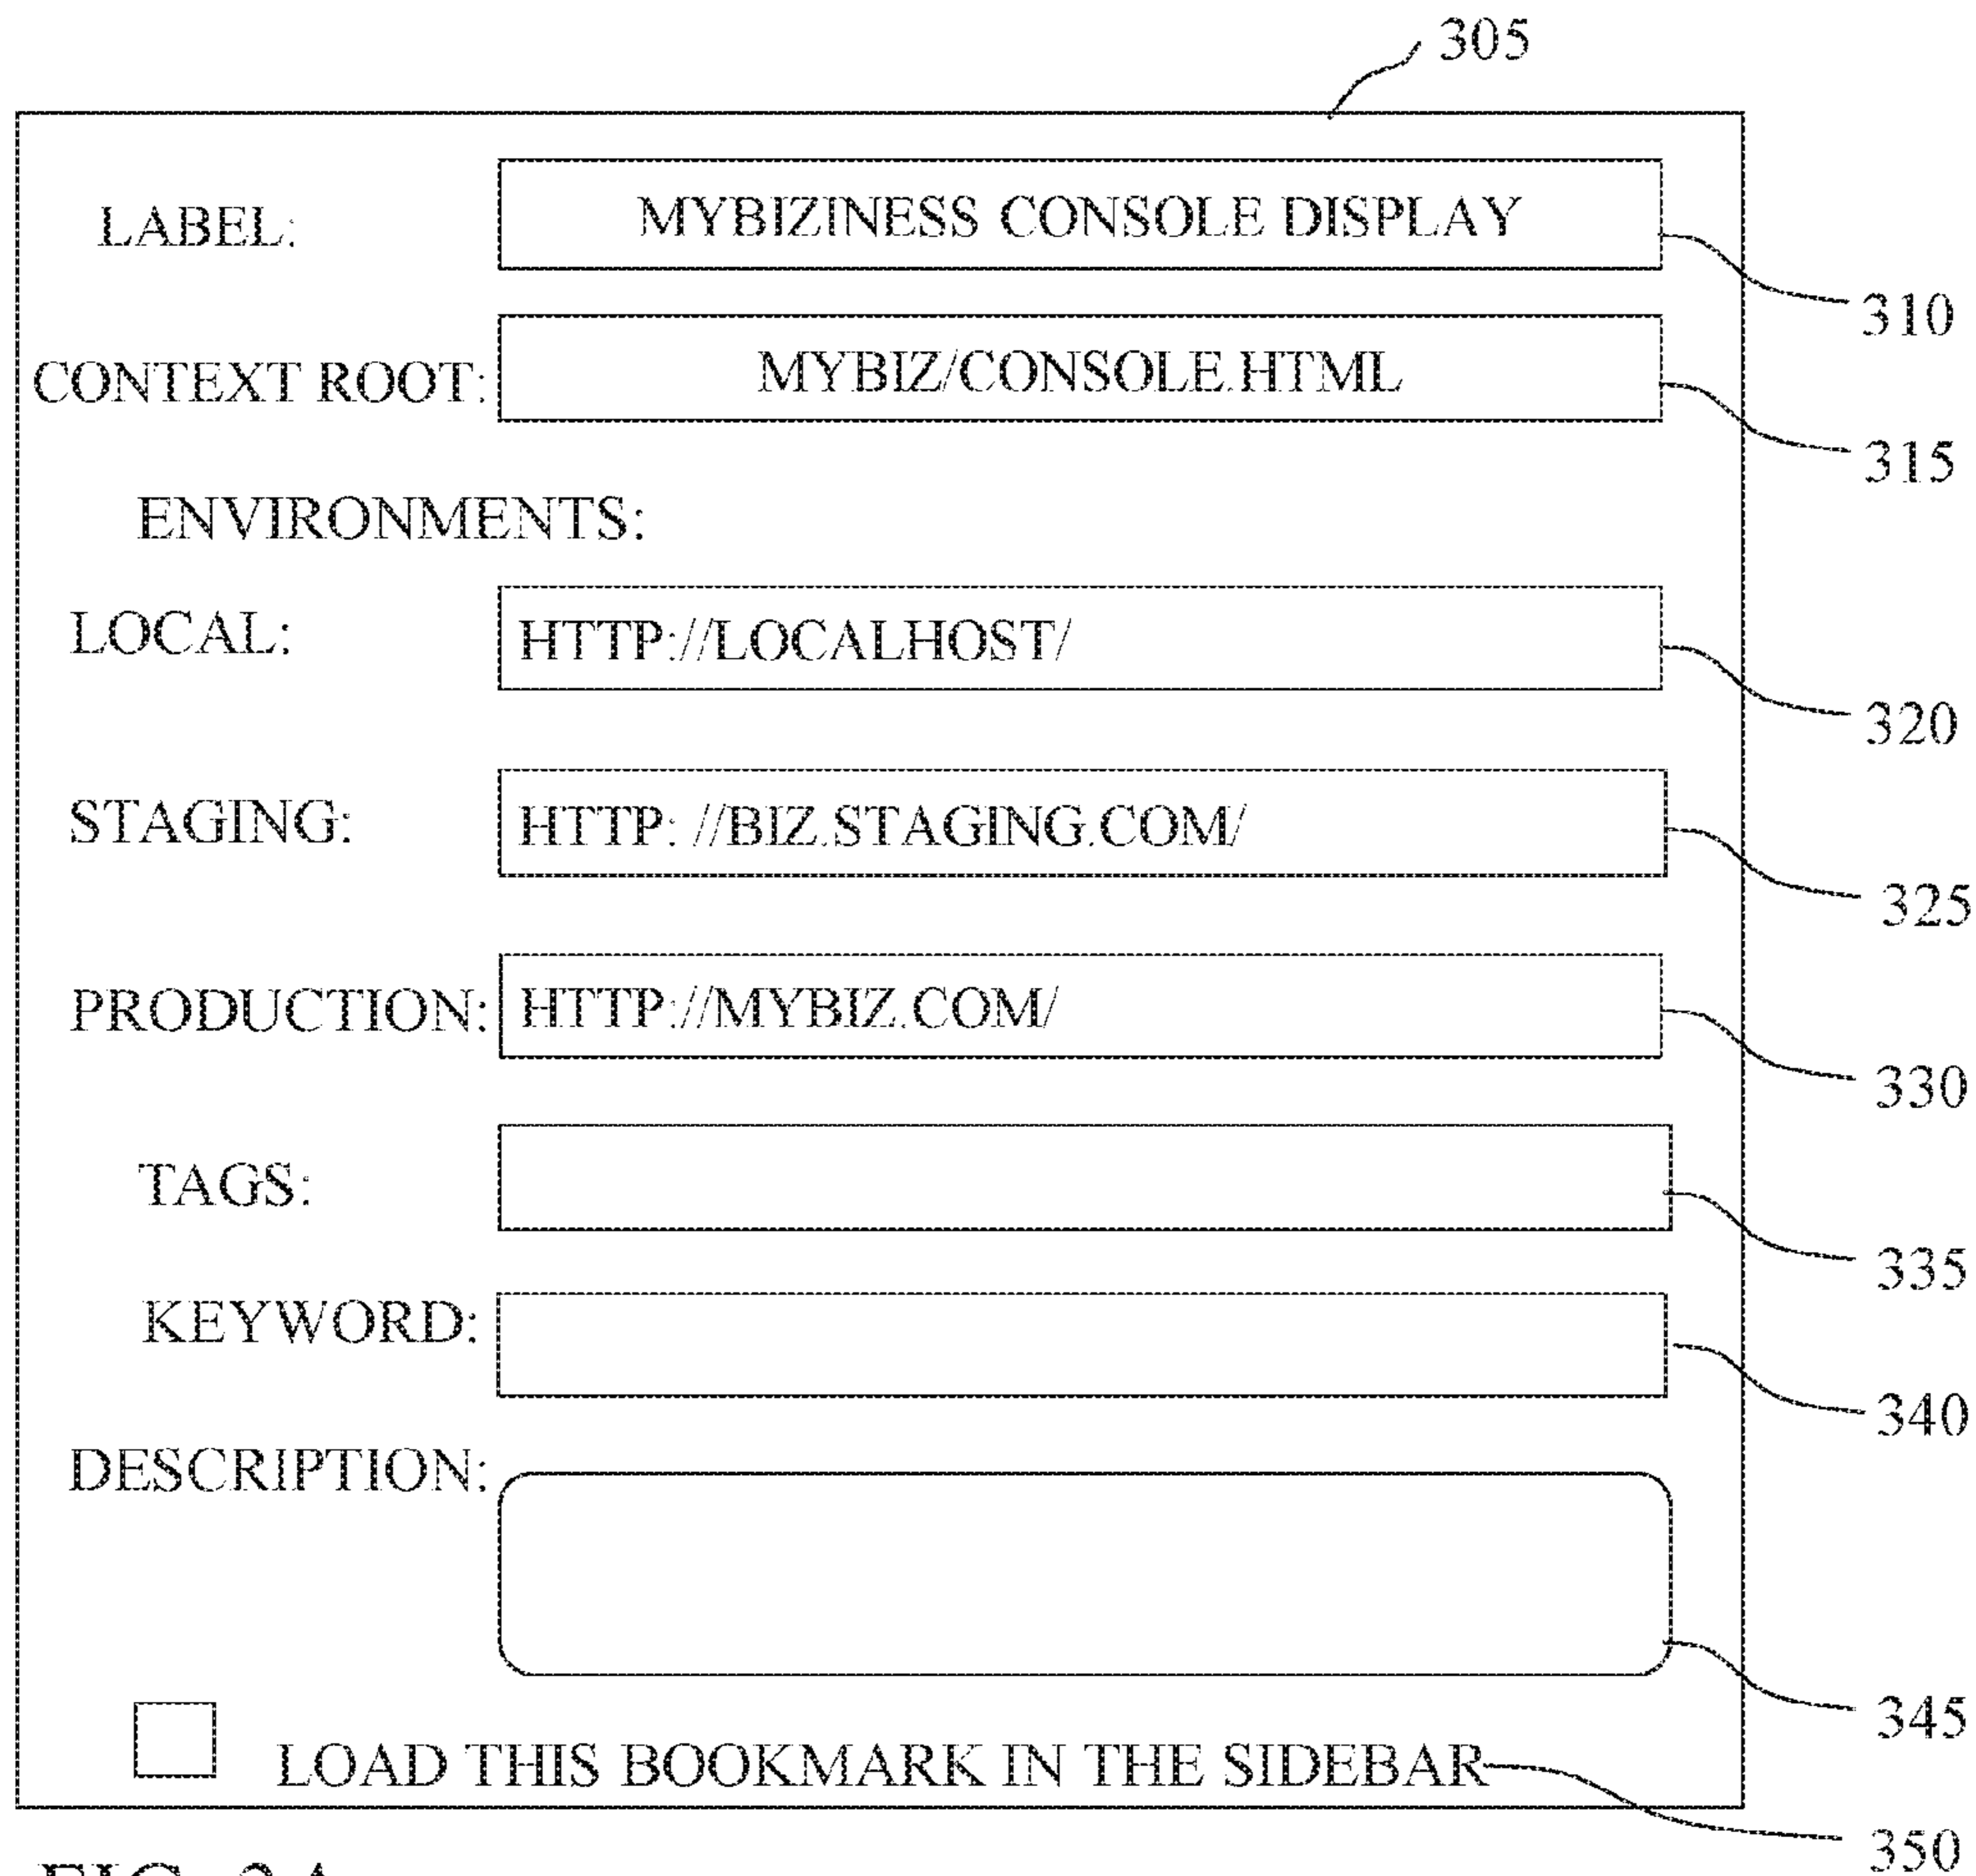 305
LABEL: MYBIZINESS CONSOLE DISPLAY
310
CONTEXT ROOT: MYBIZ/CONSOLE.HTML
315
ENVIRONMENTS:
LOCAL: HTTP://LOCALHOST/
320
STAGING: HTTP: //BIZ.STAGING.COM/
325
PRODUCTION: HTTP://MYBIZ.COM/
330
TAGS:
335
KEYWORD:
340
DESCRIPTION:
345
LOAD THIS BOOKMARK IN THE SIDEBAR
350